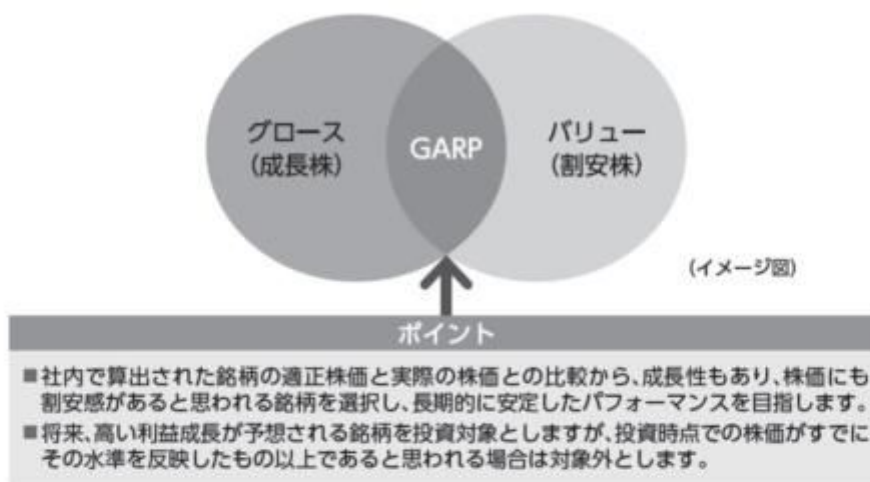 グロース
(成長株)
GARP
バリュー
(割安株)
(イメージ図)
ポイント
■社内で算出された銘柄の適正株価と実際の株価との比較から、成長性もあり、株価にも
割安感があると思われる銘柄を選択し、長期的に安定したパフォーマンスを目指します。
■将来、高い利益成長が予想される銘柄を投資対象としますが、投資時点での株価がすでに
その水準を反映したもの以上であると思われる場合は対象外とします。